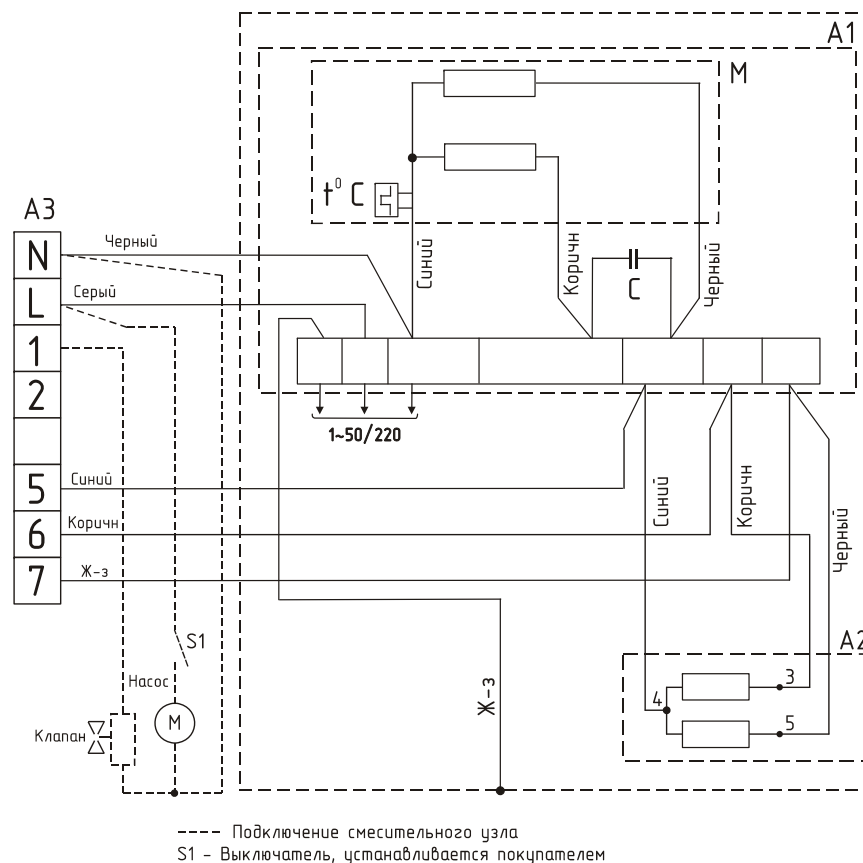 A1
M
t⁰ C
A3
N
Черный
L
Серый
1
2
5
Синий
6
Коричн
7
Ж-з
Синий
Коричн
C
Черный
1~50/220
Синий
Коричн
Черный
S1
Насос
M
Клапан
Ж-з
A2
3
4
5
---- Подключение смесительного узла
S1 - Выключатель, устанавливается покупателем